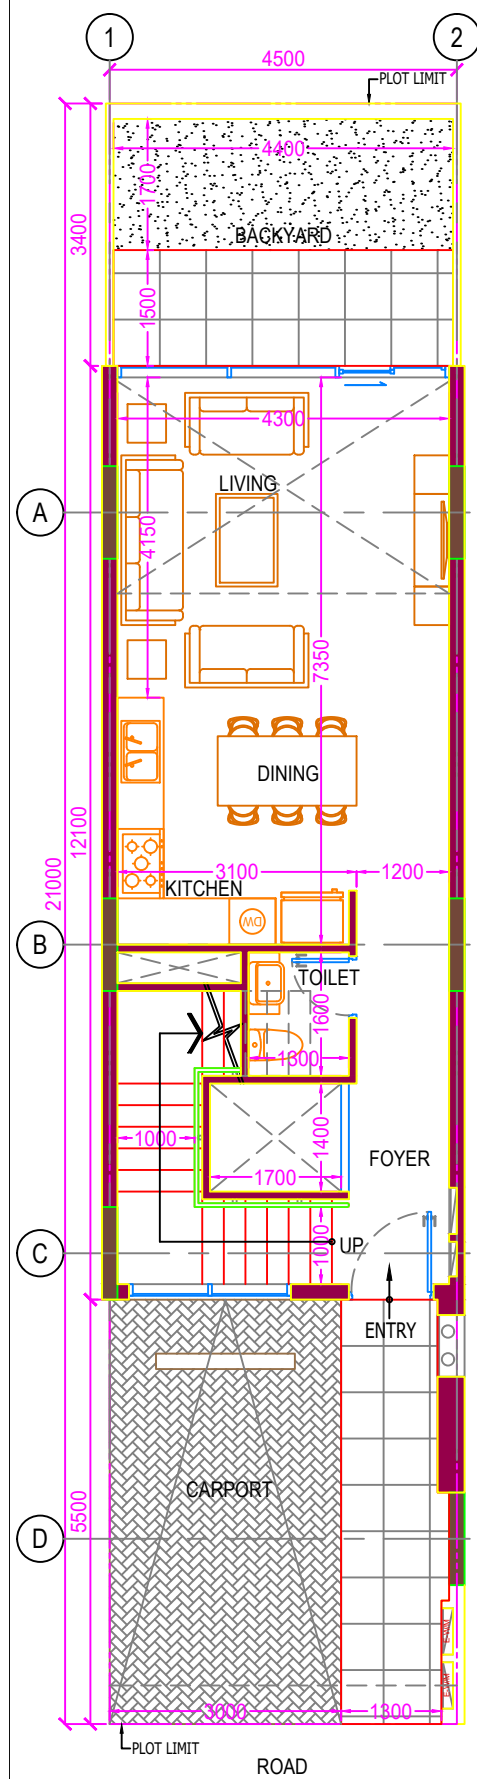 1
2
4500
PLOT LIMIT
4400
1700
3400
BACKYARD
1500
4300
LIVING
A
4150
7350
DINING
12100
21000
3100
1200
KITCHEN
DW
B
TOILET
1600
1300
1400
1000
FOYER
1700
1000
UP
C
ENTRY
CARPORT
5500
D
3000
1300
PLOT LIMIT
ROAD